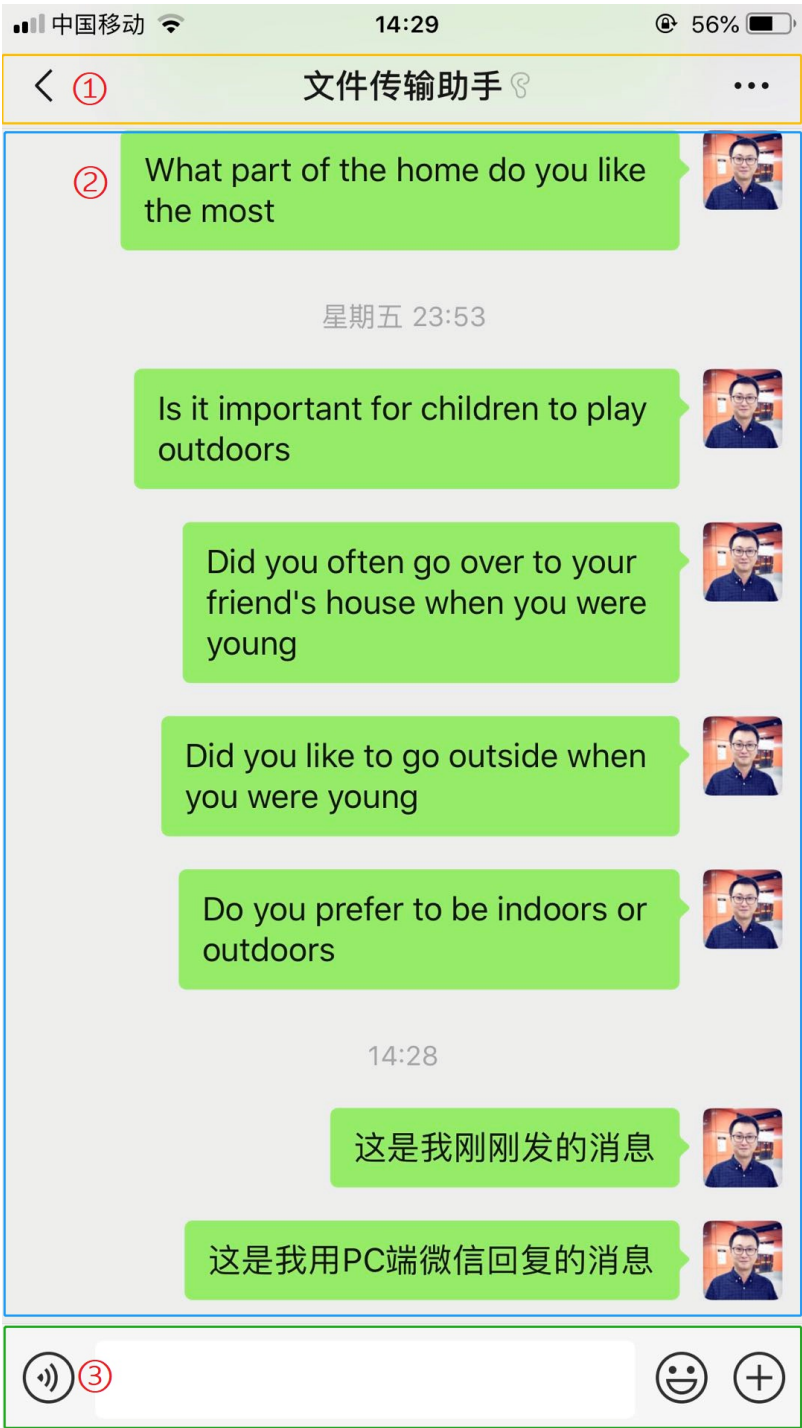 中国移动 14:29 56%
① 文件传输助手
② What part of the home do you like
the most
星期五 23:53
Is it important for children to play
outdoors
Did you often go over to your
friend's house when you were
young
Did you like to go outside when
you were young
Do you prefer to be indoors or
outdoors
14:28
这是我刚刚发的消息
这是我用PC端微信回复的消息
③